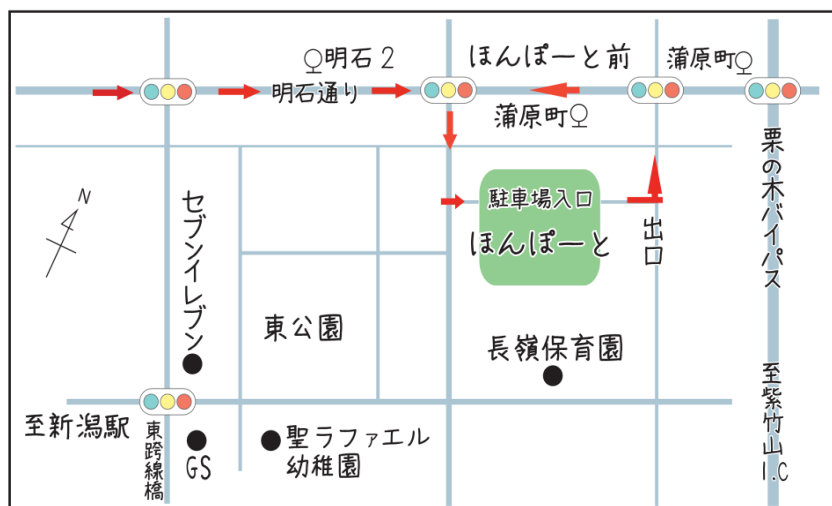 明石2
ほんぽーと前
蒲原町
明石通り
蒲原町
栗の木バイパス
N
セブンイレブン
駐車場入口
ほんぽーと
出口
東公園
長嶺保育園
至新潟駅
東跨線橋
GS
聖ラファエル
幼稚園
至紫竹山
I.C